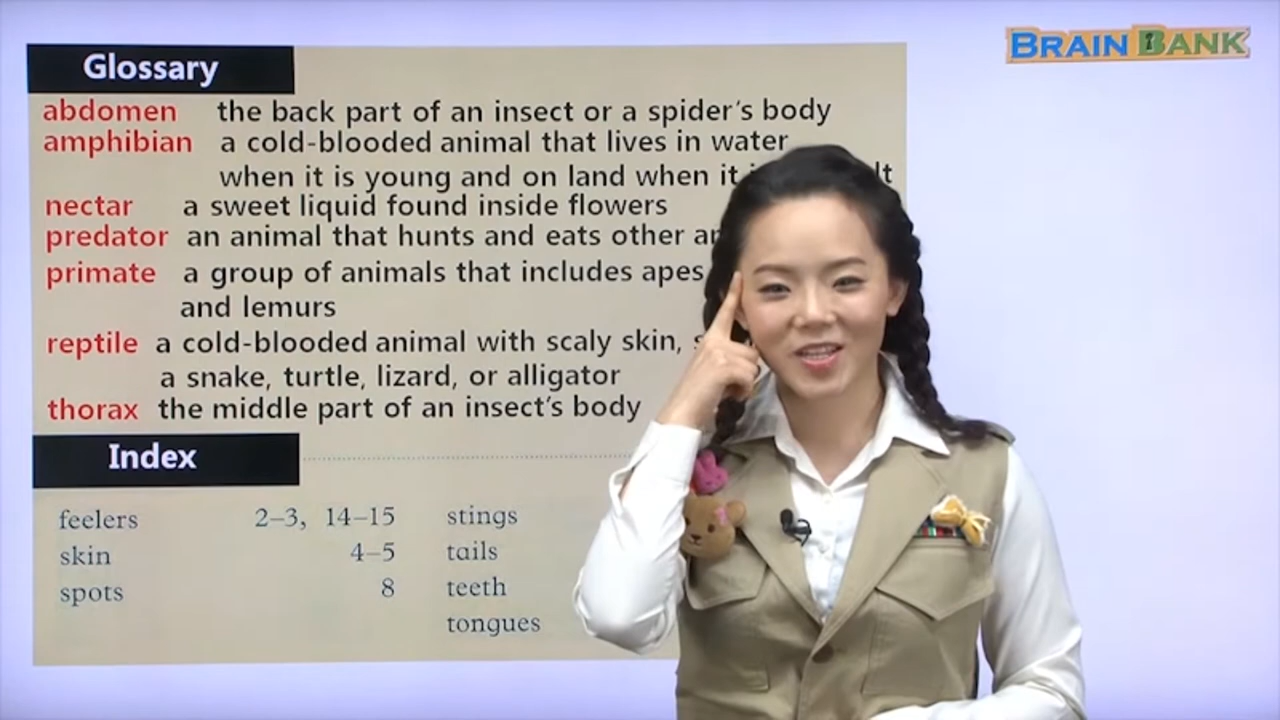 BRAIN BANK
Glossary
abdomen the back part of an insect or a spider's body
amphibian a cold-blooded animal that lives in water
when it is young and on land when it
nectar a sweet liquid found inside flowers
predator an animal that hunts and eats other
primate a group of animals that includes apes
and lemurs
reptile a cold-blooded animal with scaly skin,
a snake, turtle, lizard, or alligator
thorax the middle part of an insect's body
Index
feelers 2–3, 14–15 stings
skin 4–5 tails
spots 8 teeth
tongues